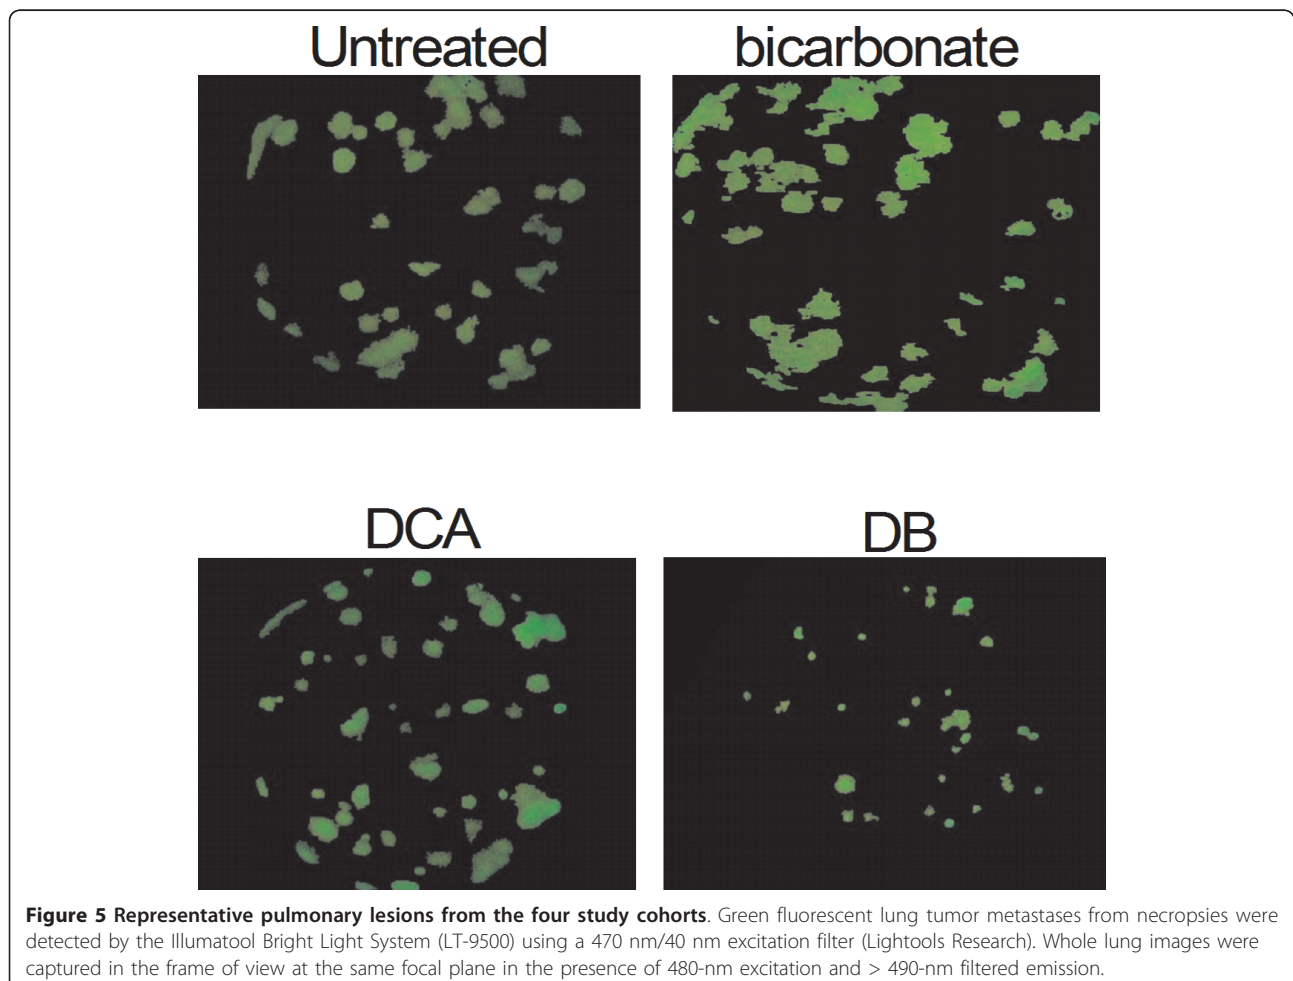 Untreated
bicarbonate
DCA
DB
Figure 5 Representative pulmonary lesions from the four study cohorts. Green fluorescent lung tumor metastases from necropsies were
detected by the Illumatool Bright Light System (LT-9500) using a 470 nm/40 nm excitation filter (Lightools Research). Whole lung images were
captured in the frame of view at the same focal plane in the presence of 480-nm excitation and > 490-nm filtered emission.